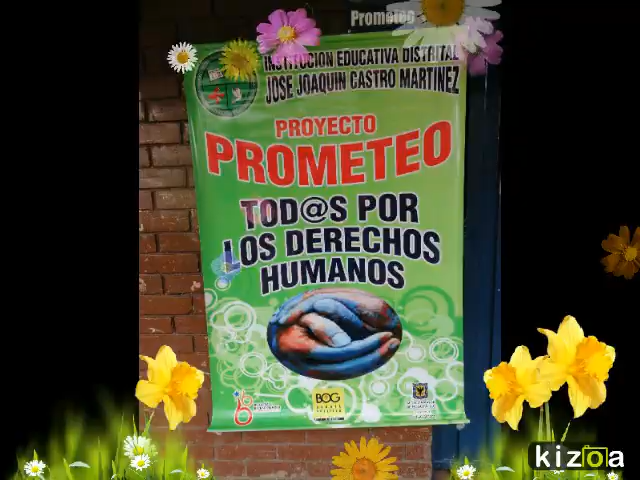 Prometeo
INSTITUCION EDUCATIVA DISTRITAL
JOSE JOAQUIN CASTRO MARTINEZ
PROYECTO
PROMETEO
TOD@S POR
LOS DERECHOS
HUMANOS
BOG
kizoa